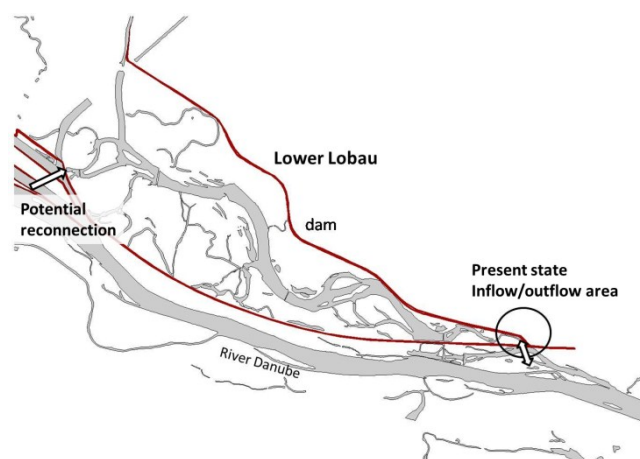 Lower Lobau
dam
Potential
reconnection
Present state
Inflow/outflow area
River Danube